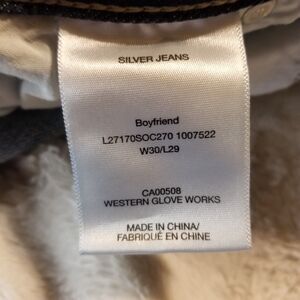 SILVER JEANS
Boyfriend
L27170SOC270 1007522
W30/L29
CA00508
WESTERN GLOVE WORKS
MADE IN CHINA/
FABRIQUÉ EN CHINE